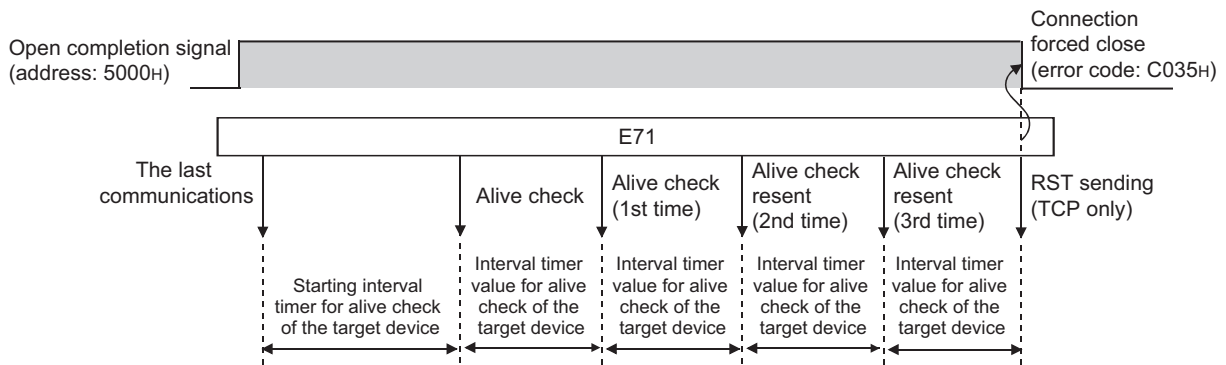 Open completion signal
(address: 5000H)
Connection
forced close
(error code: C035H)
E71
The last
communications
Alive check
Alive check
(1st time)
Alive check
resent
(2nd time)
Alive check
resent
(3rd time)
RST sending
(TCP only)
Starting interval
timer for alive check
of the target device
Interval timer
value for alive
check of the
target device
Interval timer
value for alive
check of the
target device
Interval timer
value for alive
check of the
target device
Interval timer
value for alive
check of the
target device